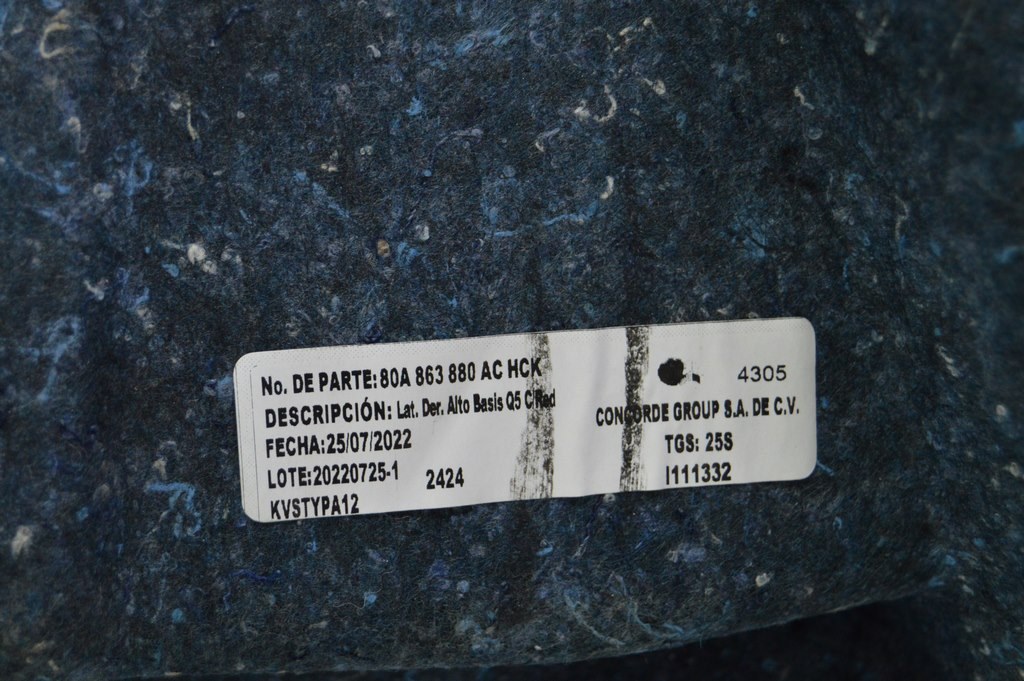 No. DE PARTE: 80A 863 880 AC HCK
DESCRIPCIÓN: Lat. Der. Alto Basis Q5 C/Red
FECHA: 25/07/2022
LOTE: 20220725-1 2424
KVSTYPA12
4305
CONCORDE GROUP S.A. DE C.V.
TGS: 25S
I111332